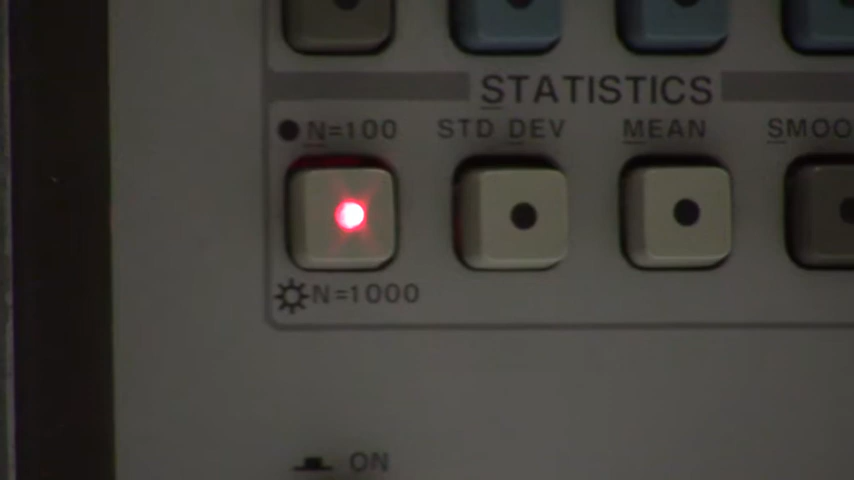 STATISTICS
N=100 STD DEV MEAN SMOO
N=1000
ON